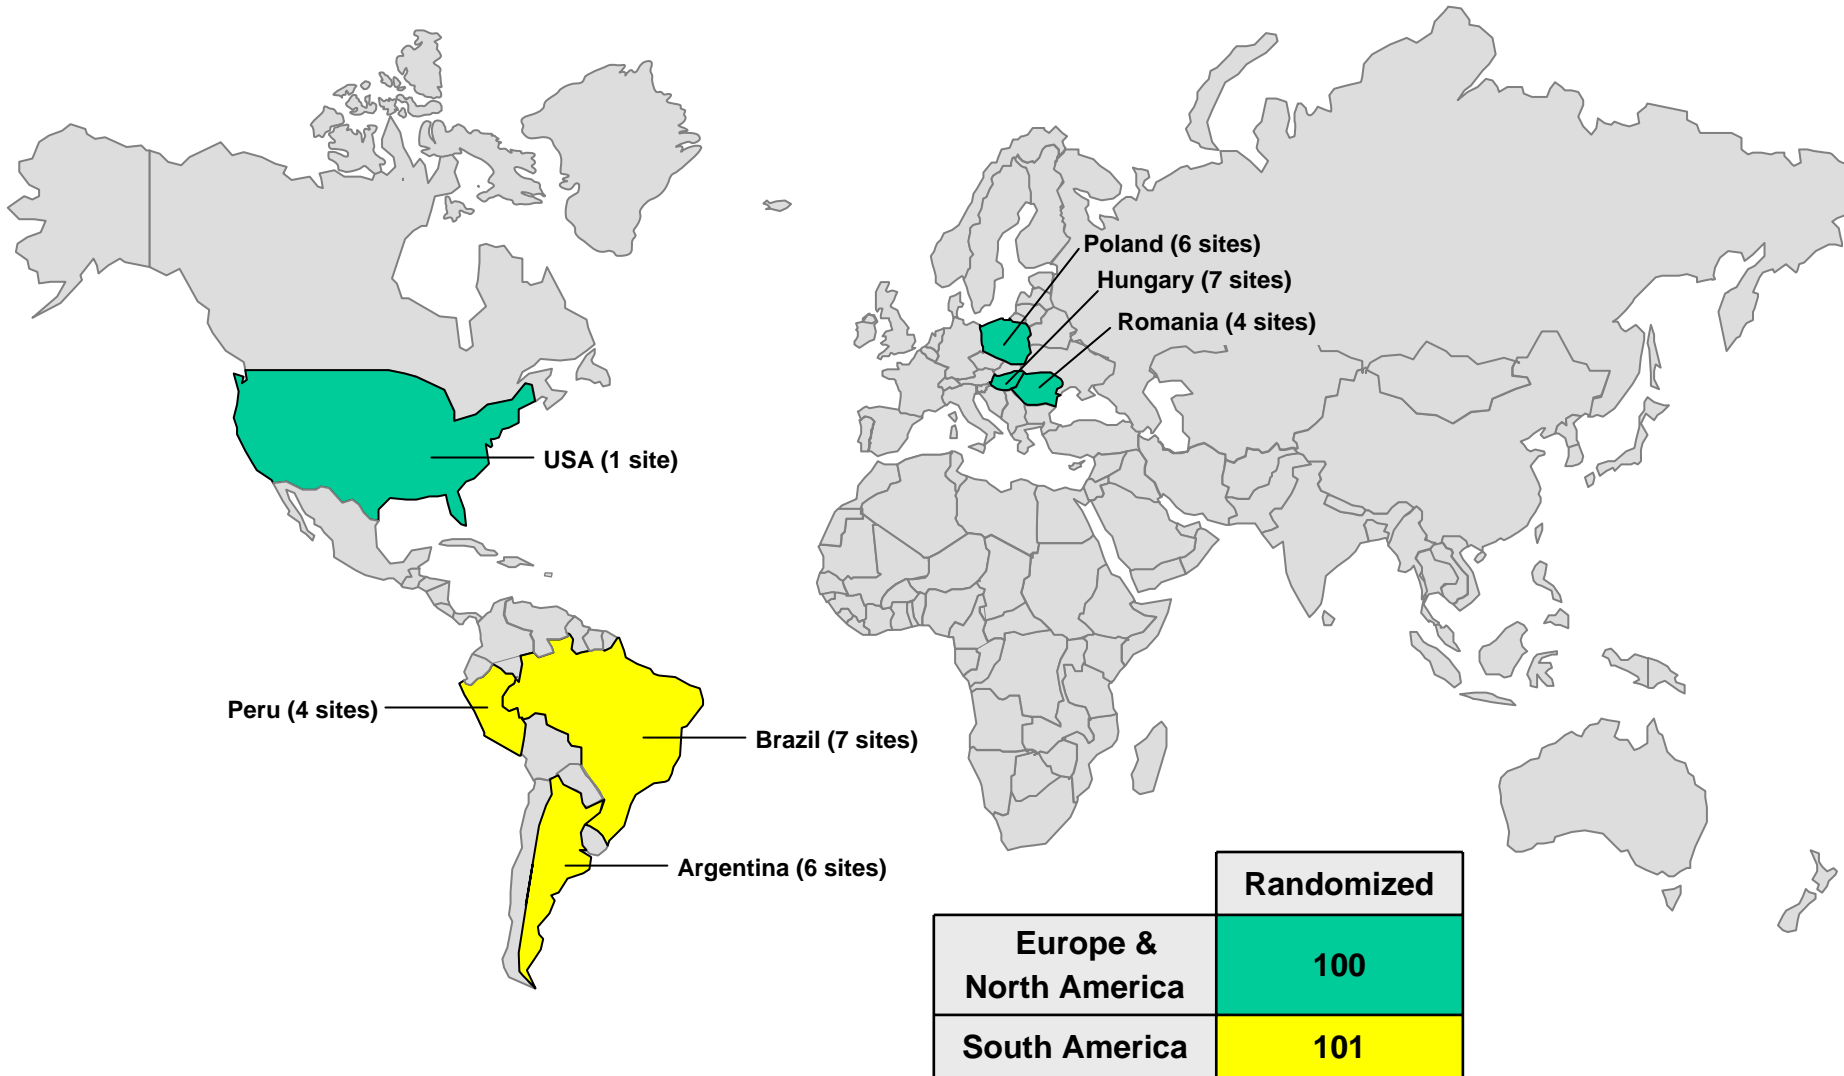 Poland (6 sites)
Hungary (7 sites)
Romania (4 sites)
USA (1 site)
Peru (4 sites)
Brazil (7 sites)
Argentina (6 sites)
Randomized
Europe &
North America
100
South America
101